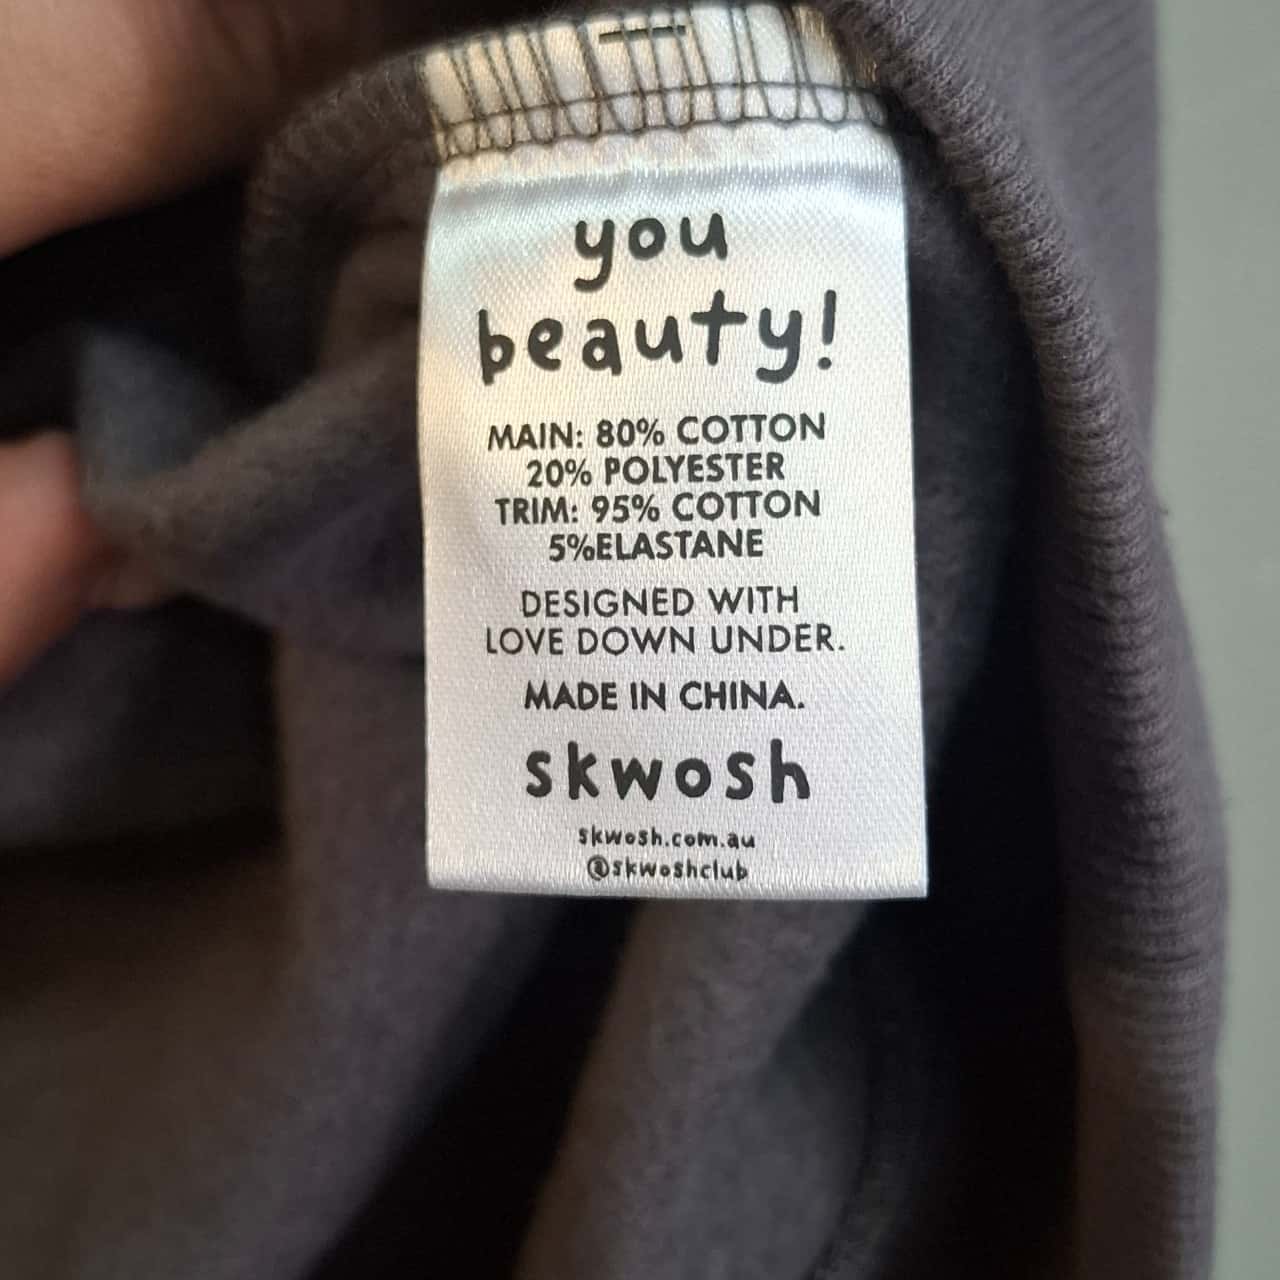 you
beauty!
MAIN: 80% COTTON
20% POLYESTER
TRIM: 95% COTTON
5%ELASTANE
DESIGNED WITH
LOVE DOWN UNDER.
MADE IN CHINA.
skwosh
skwosh.com.au
@skwoshclub